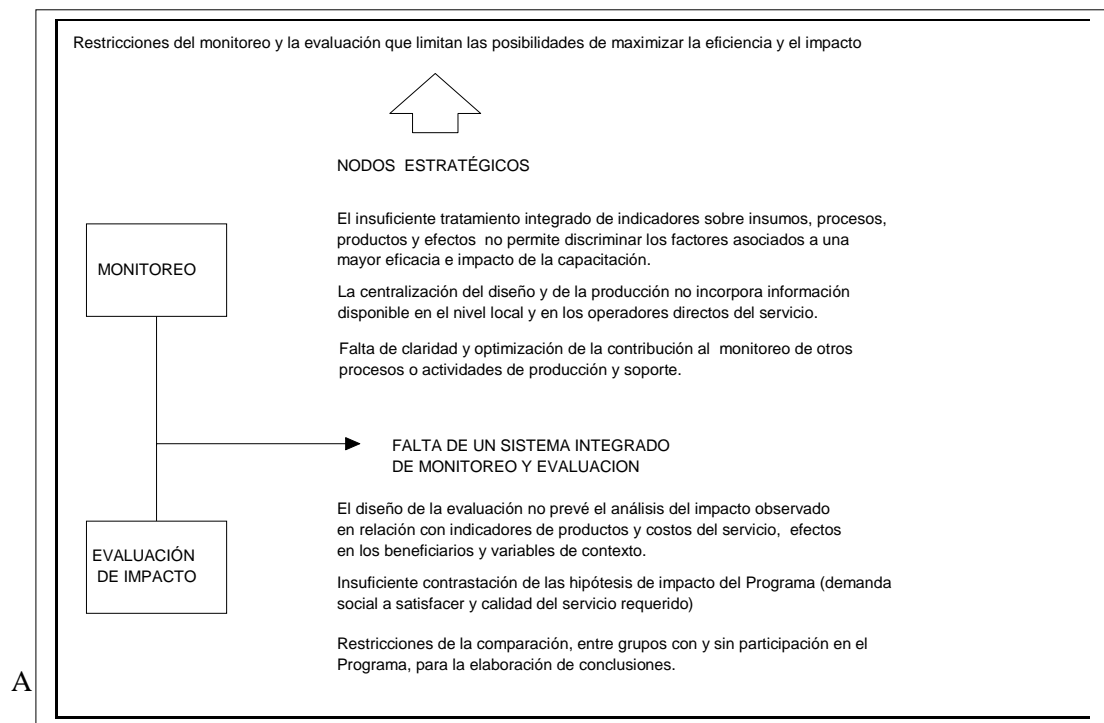 Restricciones del monitoreo y la evaluación que limitan las posibilidades de maximizar la eficiencia y el impacto
NODOS ESTRATÉGICOS
MONITOREO
El insuficiente tratamiento integrado de indicadores sobre insumos, procesos,
productos y efectos no permite discriminar los factores asociados a una
mayor eficacia e impacto de la capacitación.
La centralización del diseño y de la producción no incorpora información
disponible en el nivel local y en los operadores directos del servicio.
Falta de claridad y optimización de la contribución al monitoreo de otros
procesos o actividades de producción y soporte.
FALTA DE UN SISTEMA INTEGRADO
DE MONITOREO Y EVALUACION
EVALUACIÓN
DE IMPACTO
El diseño de la evaluación no prevé el análisis del impacto observado
en relación con indicadores de productos y costos del servicio, efectos
en los beneficiarios y variables de contexto.
Insuficiente contrastación de las hipótesis de impacto del Programa (demanda
social a satisfacer y calidad del servicio requerido)
Restricciones de la comparación, entre grupos con y sin participación en el
Programa, para la elaboración de conclusiones.
A